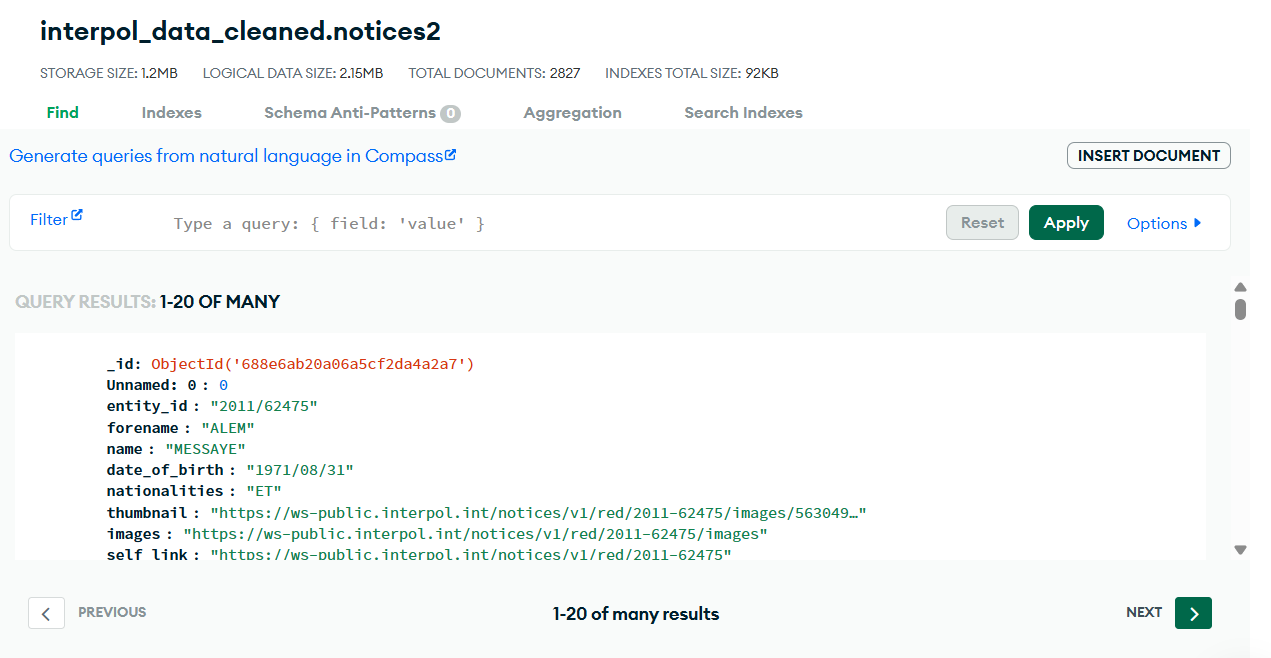 interpol_data_cleaned.notices2
STORAGE SIZE: 1.2MB LOGICAL DATA SIZE: 2.15MB TOTAL DOCUMENTS: 2827 INDEXES TOTAL SIZE: 92KB
Find Indexes Schema Anti-Patterns 0 Aggregation Search Indexes
Generate queries from natural language in Compass
INSERT DOCUMENT
Filter Type a query: { field: 'value' } Reset Apply Options
QUERY RESULTS: 1-20 OF MANY
_id: ObjectId('688e6ab20a06a5cf2da4a2a7')
Unnamed: 0 : 0
entity_id : "2011/62475"
forename : "ALEM"
name : "MESSAYE"
date_of_birth : "1971/08/31"
nationalities : "ET"
thumbnail : "https://ws-public.interpol.int/notices/v1/red/2011-62475/images/563049…"
images : "https://ws-public.interpol.int/notices/v1/red/2011-62475/images"
self_link : "https://ws-public.interpol.int/notices/v1/red/2011-62475"
PREVIOUS 1-20 of many results NEXT